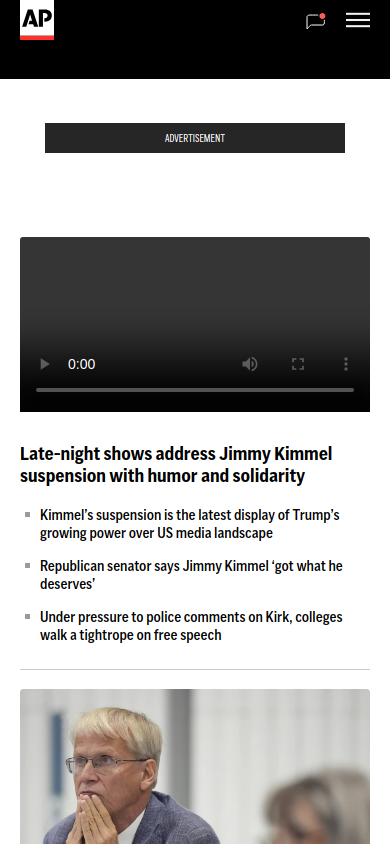 AP
ADVERTISEMENT
0:00
Late-night shows address Jimmy Kimmel
suspension with humor and solidarity
Kimmel’s suspension is the latest display of Trump’s
growing power over US media landscape
Republican senator says Jimmy Kimmel ‘got what he
deserves’
Under pressure to police comments on Kirk, colleges
walk a tightrope on free speech